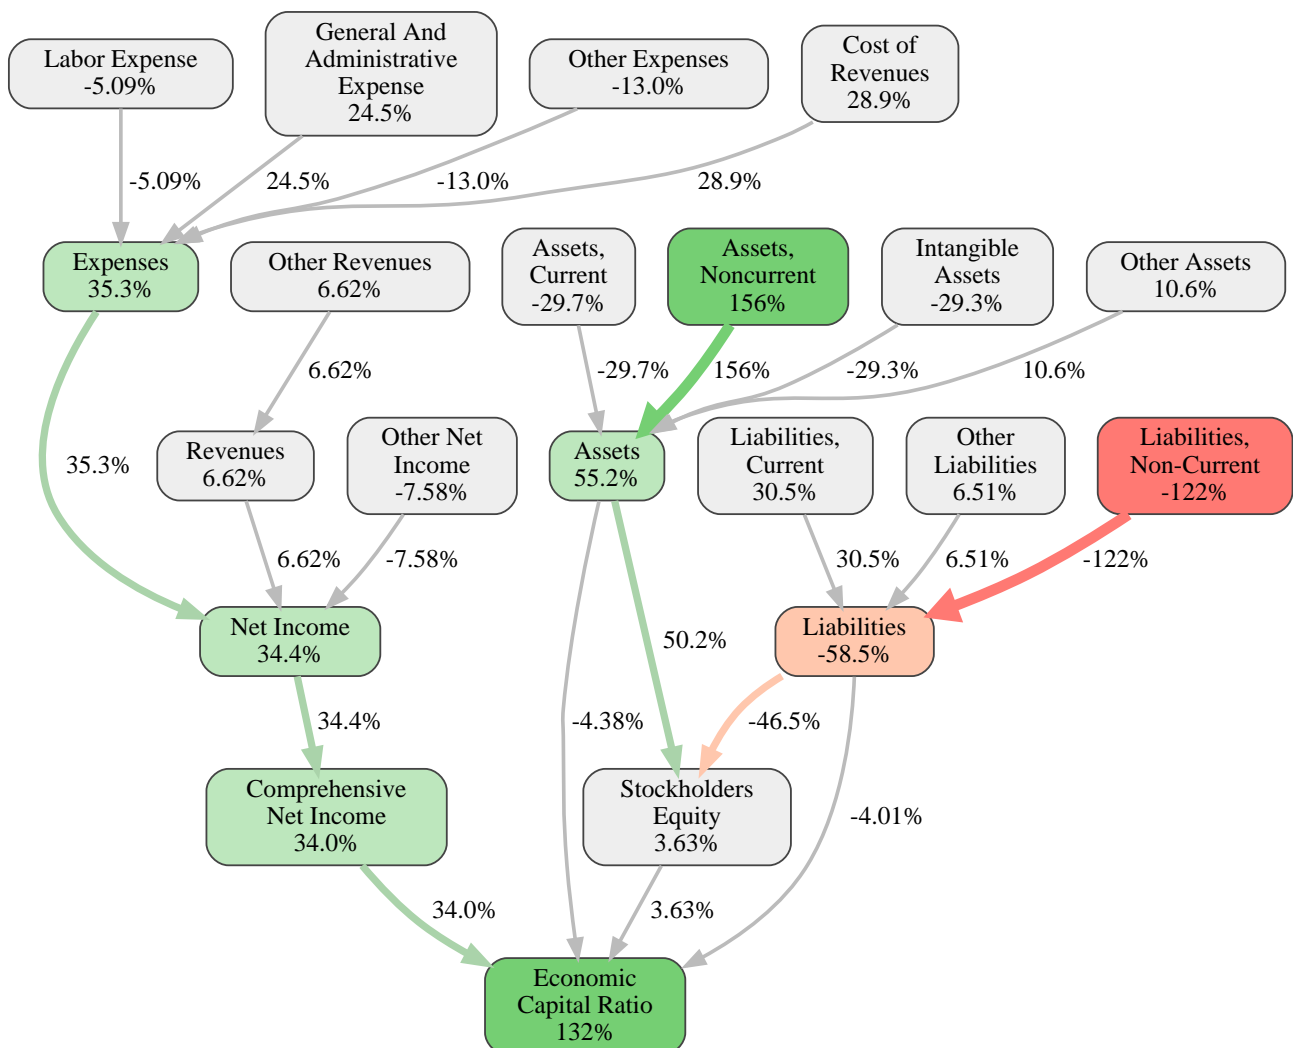 Labor Expense
-5.09%
General And
Administrative
Expense
24.5%
Other Expenses
-13.0%
Cost of
Revenues
28.9%
-5.09%
24.5%
-13.0%
28.9%
Expenses
35.3%
Other Revenues
6.62%
Assets,
Current
-29.7%
Assets,
Noncurrent
156%
Intangible
Assets
-29.3%
Other Assets
10.6%
6.62%
-29.7%
156%
-29.3%
10.6%
35.3%
Revenues
6.62%
Other Net
Income
-7.58%
Assets
55.2%
Liabilities,
Current
30.5%
Other
Liabilities
6.51%
Liabilities,
Non-Current
-122%
6.62%
-7.58%
30.5%
6.51%
-122%
Net Income
34.4%
50.2%
Liabilities
-58.5%
34.4%
-4.38%
-46.5%
Comprehensive
Net Income
34.0%
Stockholders
Equity
3.63%
-4.01%
34.0%
3.63%
Economic
Capital Ratio
132%